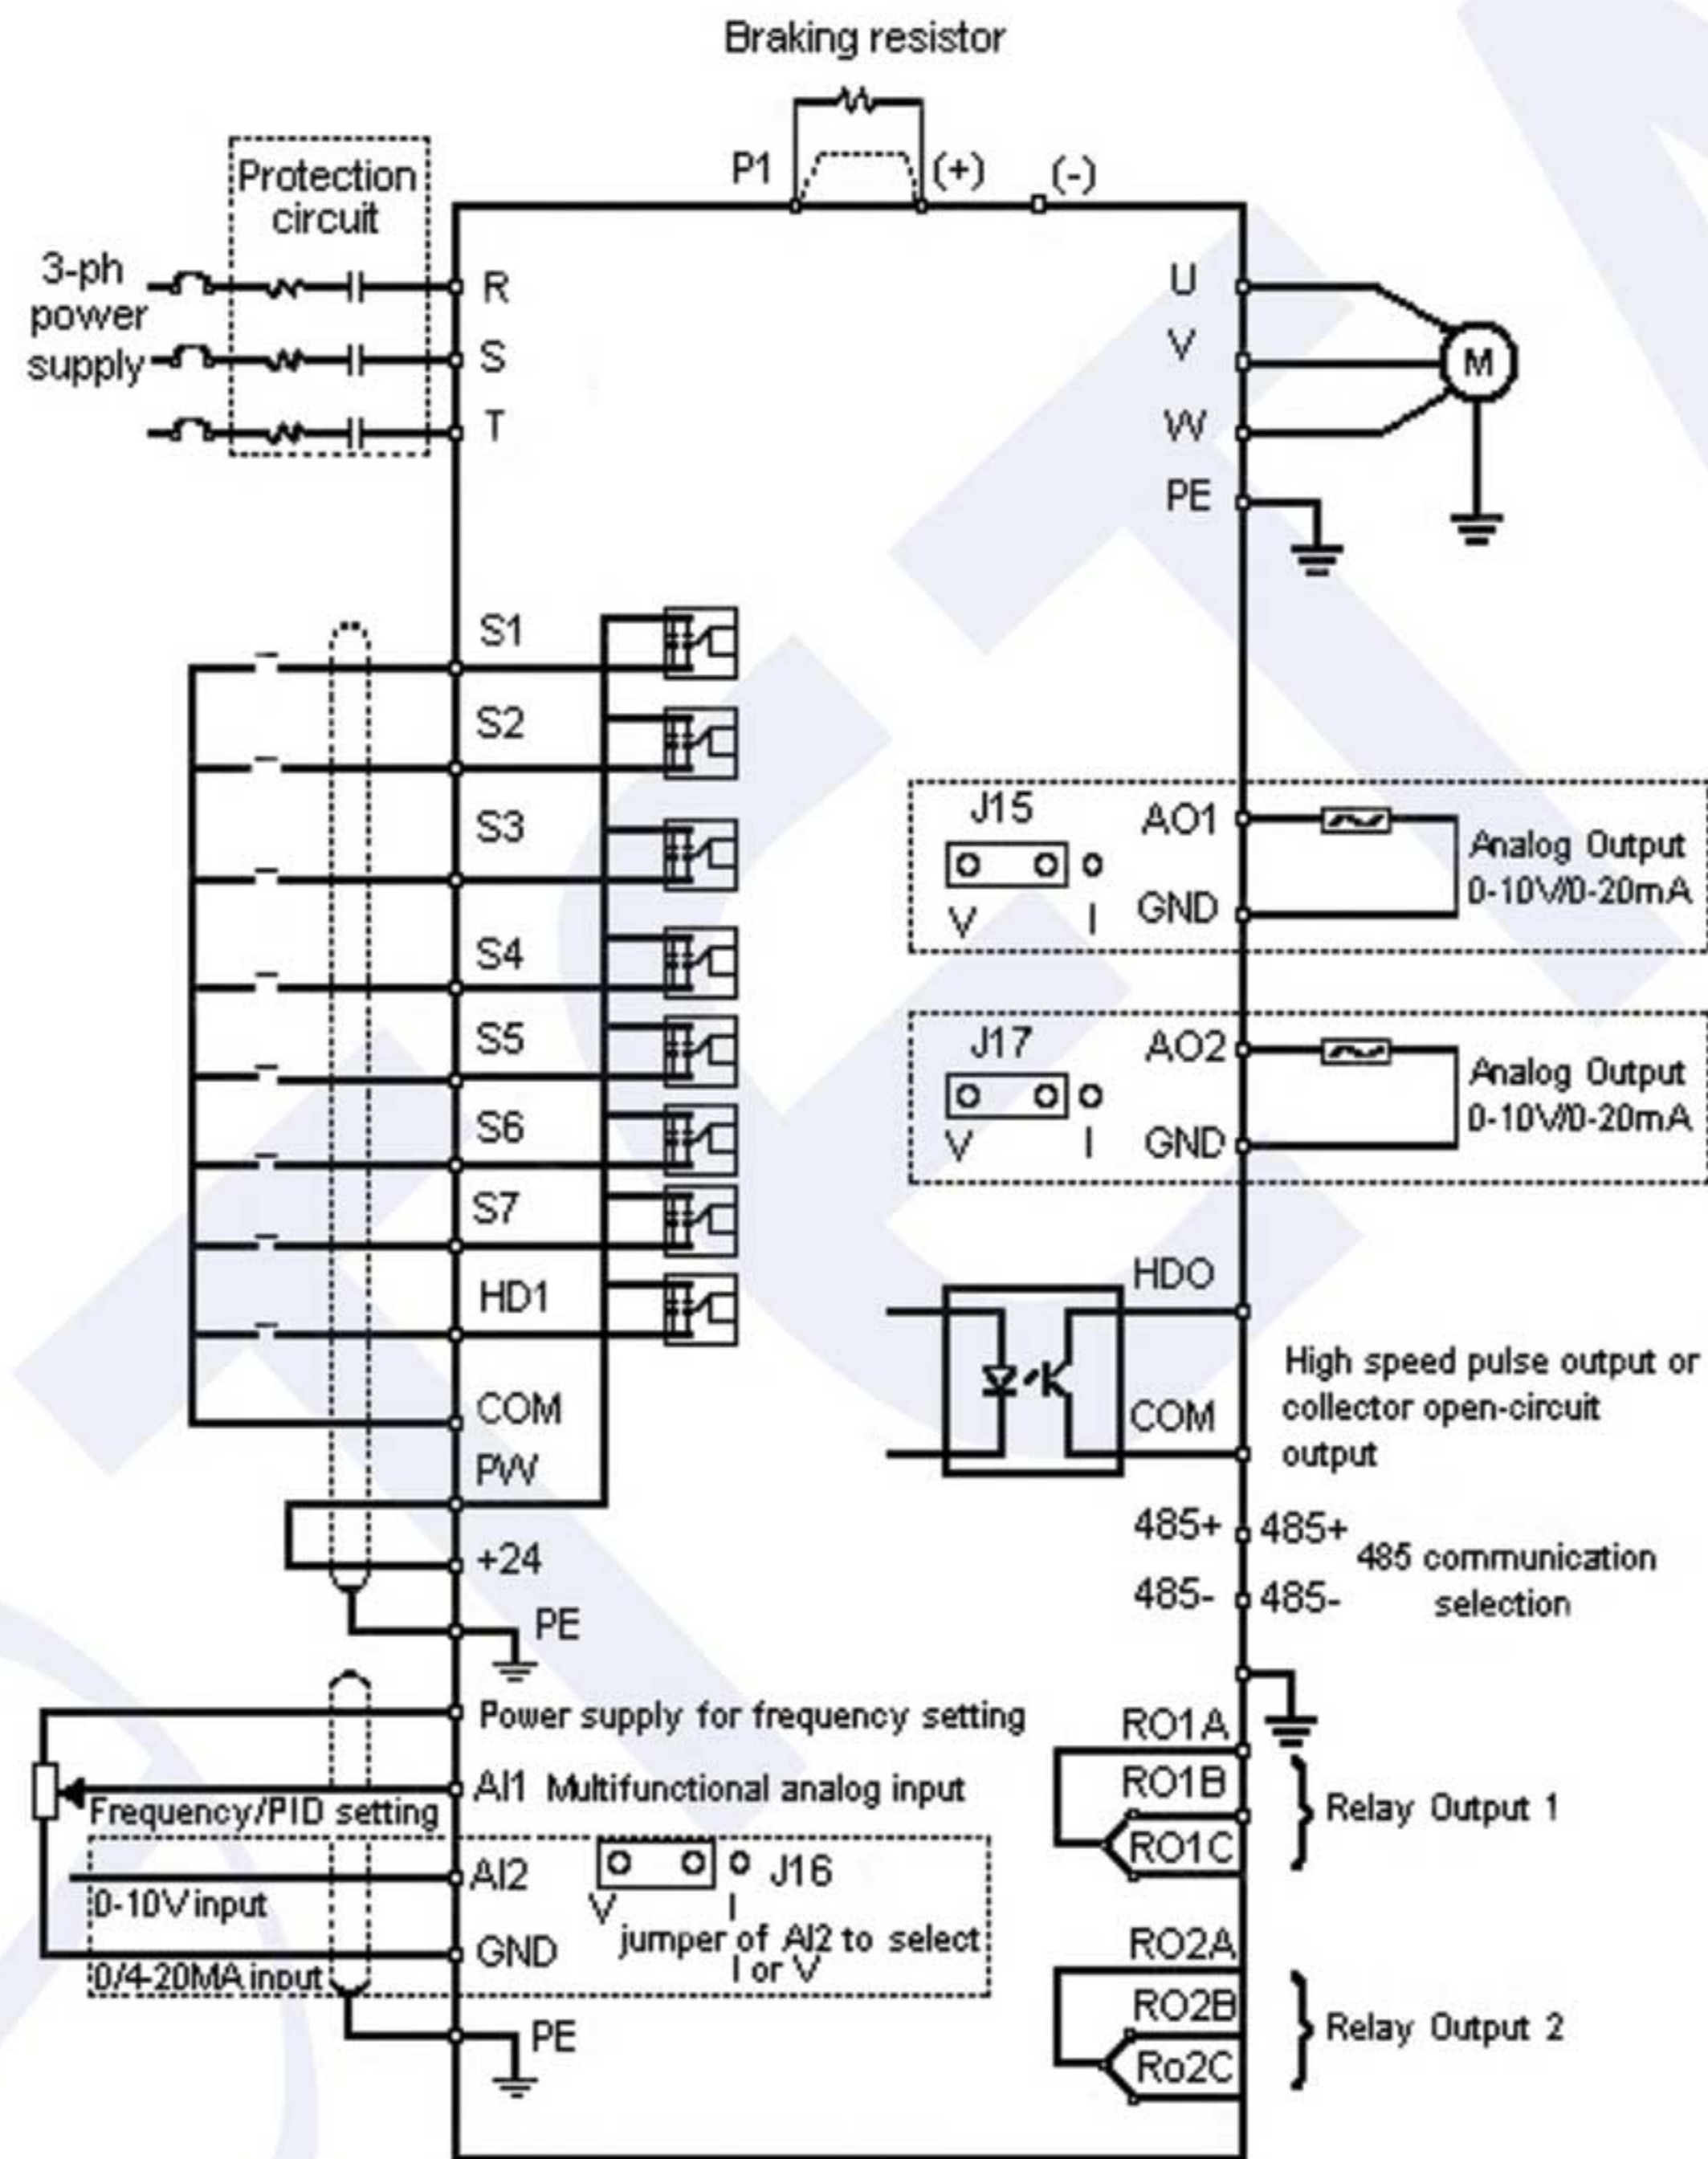 Braking resistor
P1
(+)
(-)
Protection
circuit
3-ph
power
supply
R
S
T
U
V
W
PE
M
S1
S2
S3
S4
S5
S6
S7
HD1
COM
PW
+24
PE
J15
V
I
AO1
GND
Analog Output
0-10V/0-20mA
J17
V
I
AO2
GND
Analog Output
0-10V/0-20mA
HDO
COM
High speed pulse output or
collector open-circuit
output
485+
485+
485-
485-
485 communication
selection
Power supply for frequency setting
AI1 Multifunctional analog input
Frequency/PID setting
AI2
0-10V input
GND
0/4-20MA input
J16
V
I
jumper of AI2 to select
I or V
PE
RO1A
RO1B
RO1C
Relay Output 1
RO2A
RO2B
Ro2C
Relay Output 2